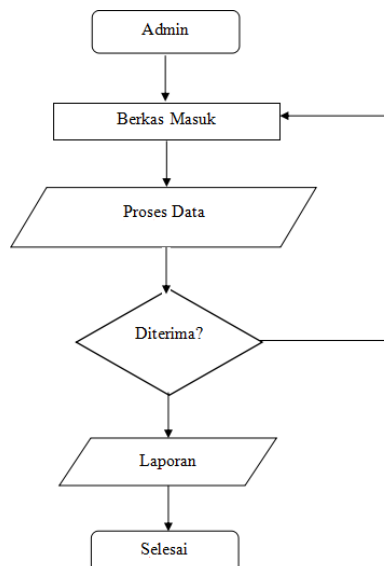 Admin
Berkas Masuk
Proses Data
Diterima?
Laporan
Selesai